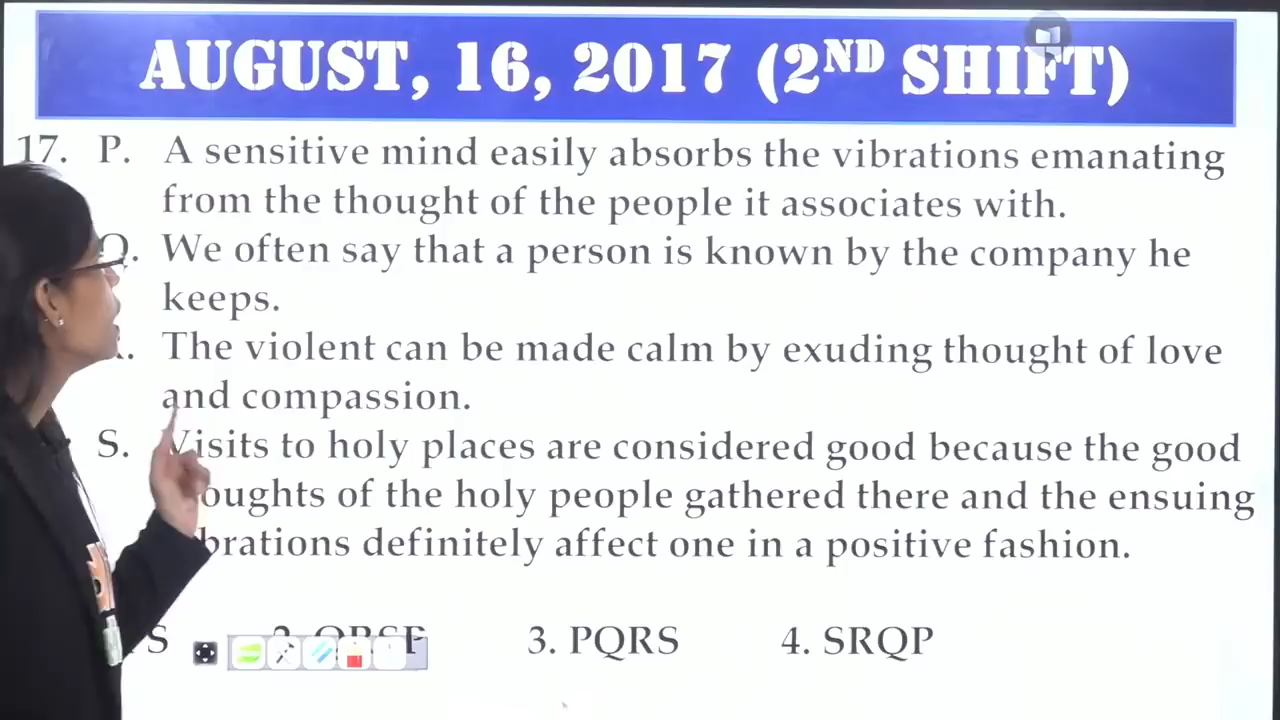 AUGUST, 16, 2017 (2ND SHIFT)
17. P. A sensitive mind easily absorbs the vibrations emanating
from the thought of the people it associates with.
Q. We often say that a person is known by the company he
keeps.
The violent can be made calm by exuding thought of love
and compassion.
S. Visits to holy places are considered good because the good
of the holy people gathered there and the ensuing
definitely affect one in a positive fashion.
3. PQRS 4. SRQP